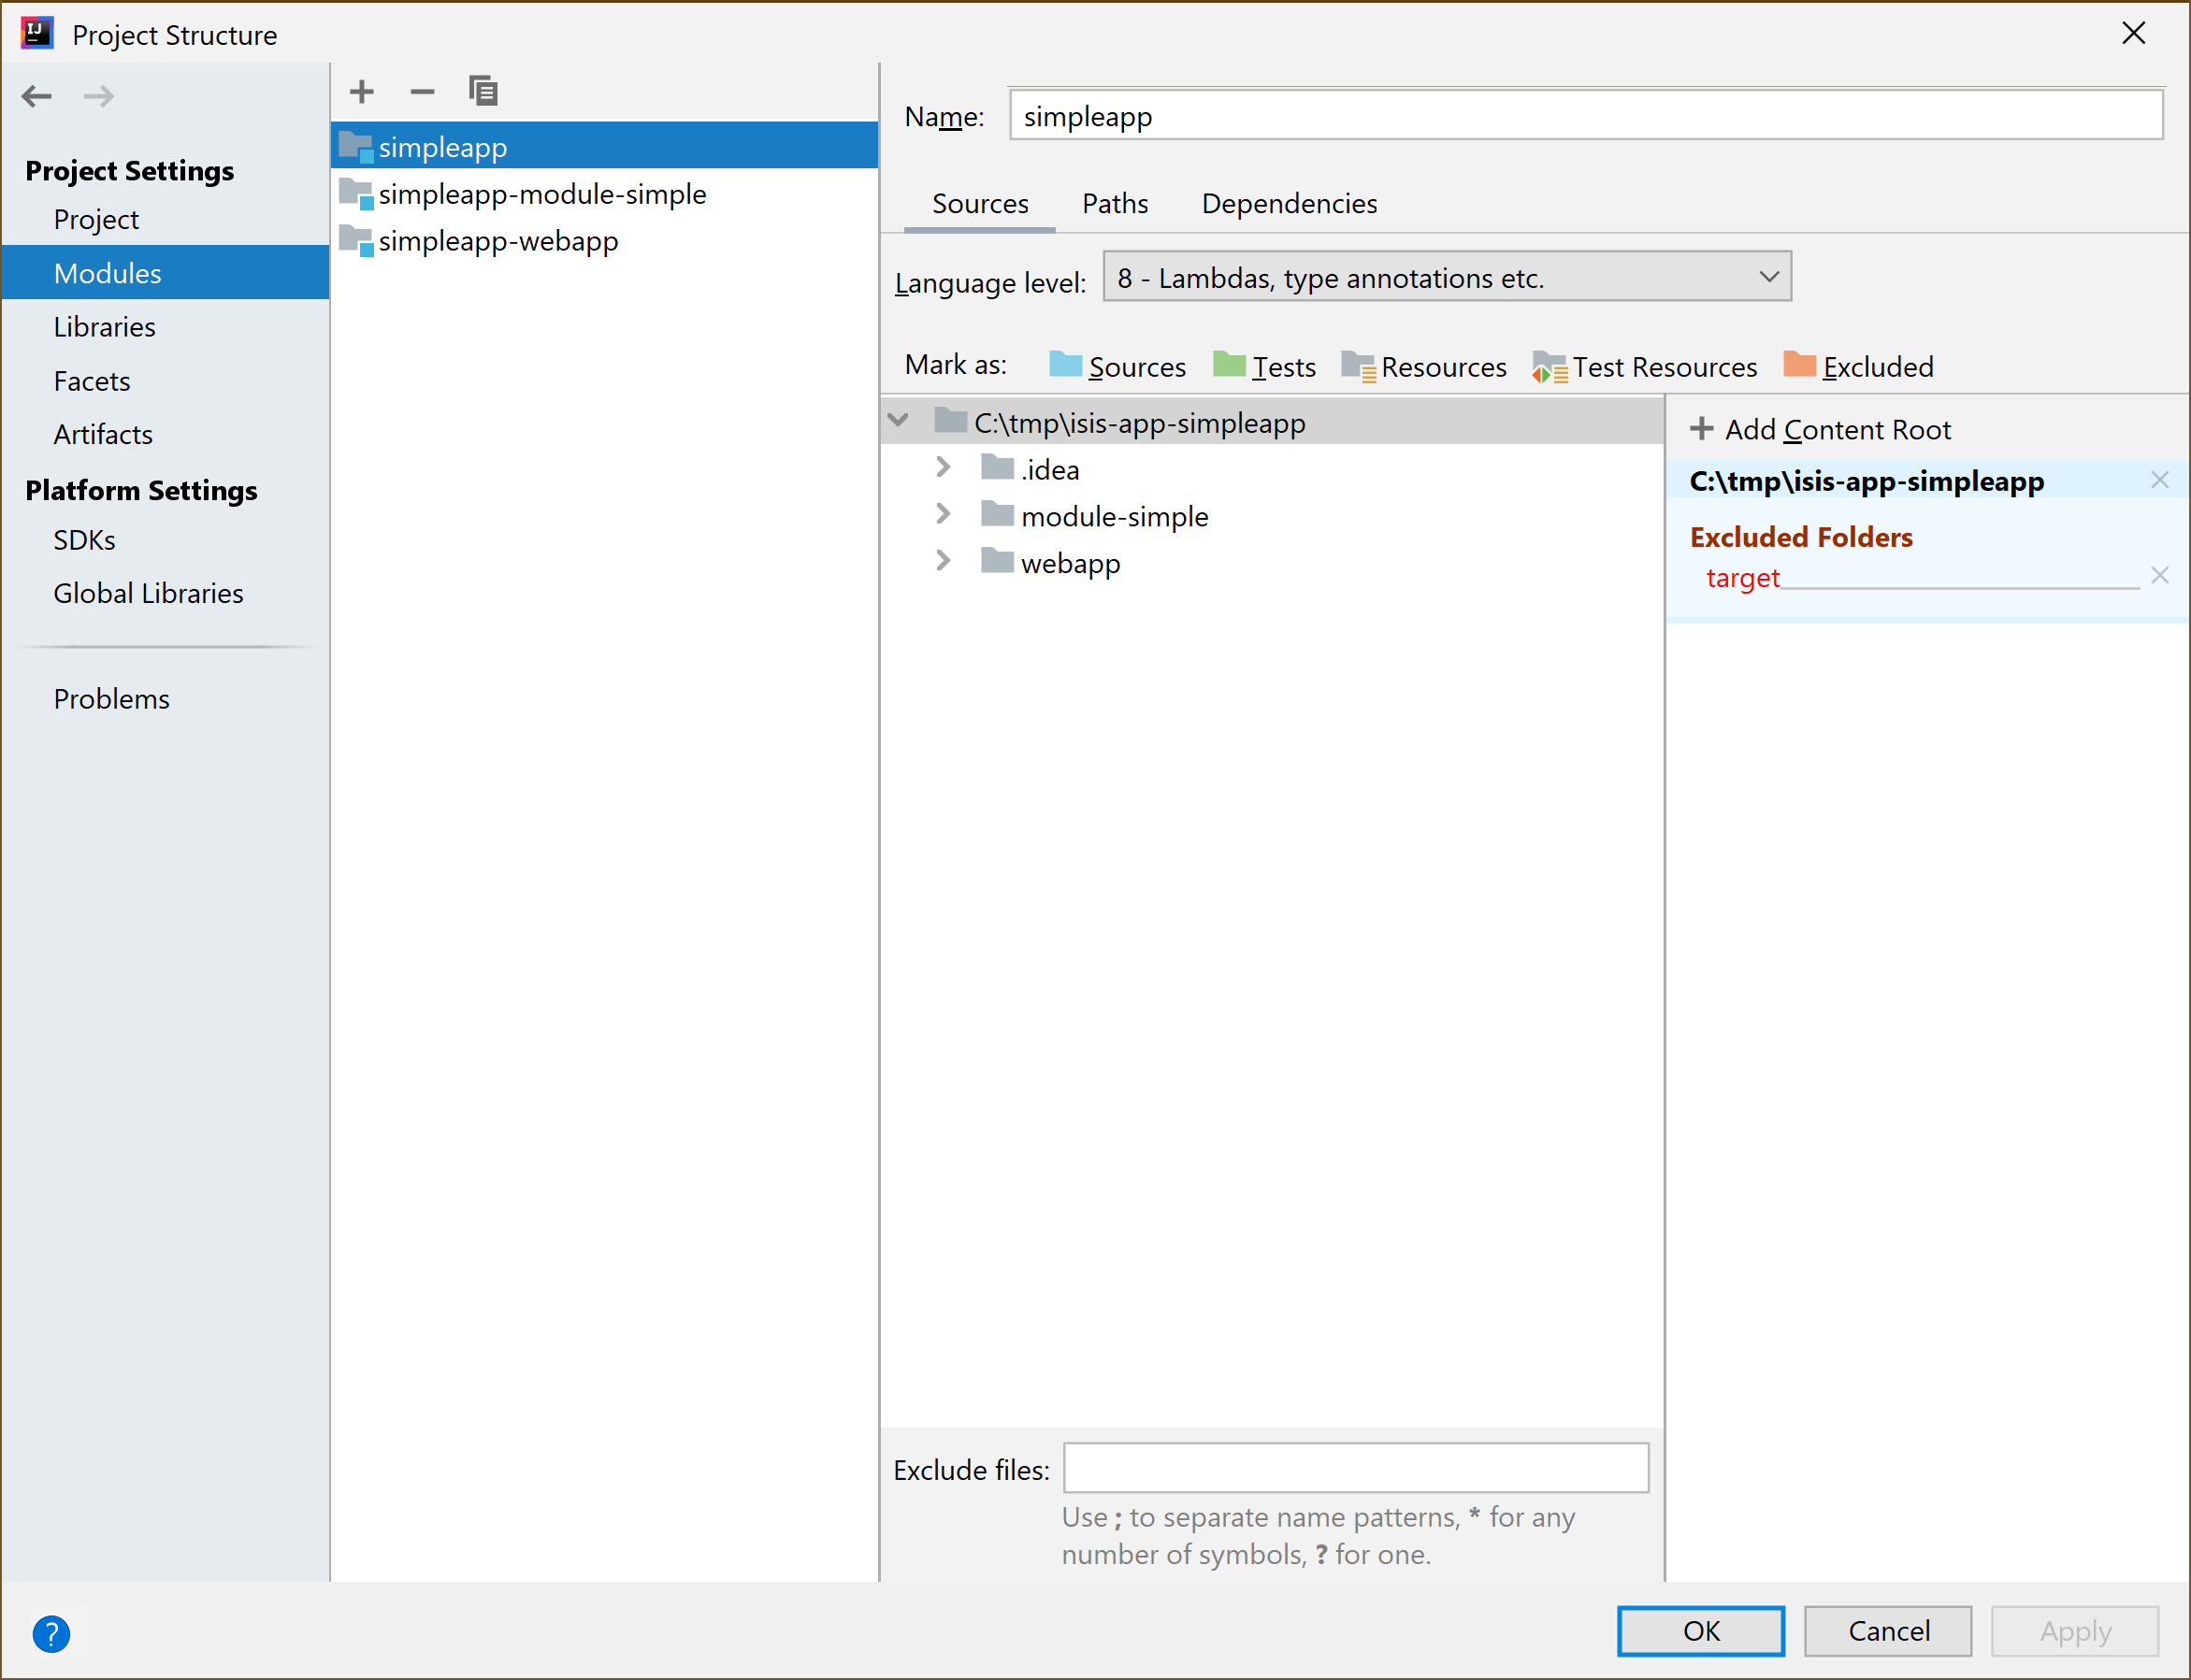 IJ
Project Structure
Project Settings
Project
Modules
Libraries
Facets
Artifacts
Platform Settings
SDKs
Global Libraries
Problems
simpleapp
simpleapp-module-simple
simpleapp-webapp
Name: simpleapp
Sources Paths Dependencies
Language level: 8 - Lambdas, type annotations etc.
Mark as: Sources Tests Resources Test Resources Excluded
C:\tmp\isis-app-simpleapp
.idea
module-simple
webapp
+ Add Content Root
C:\tmp\isis-app-simpleapp
Excluded Folders
target
Exclude files:
Use ; to separate name patterns, * for any
number of symbols, ? for one.
?
OK Cancel Apply